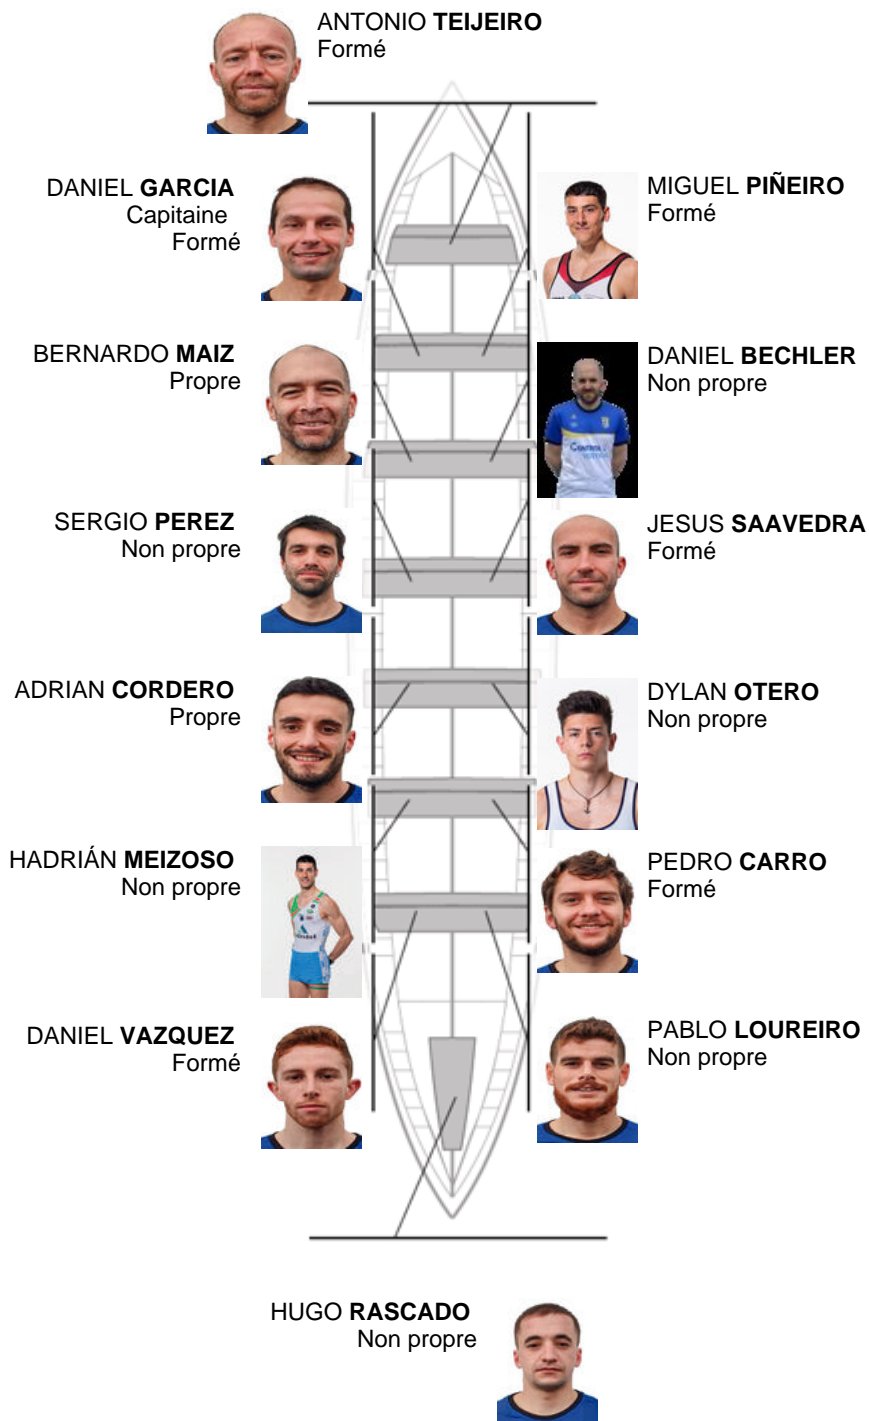 ANTONIO TEIJEIRO
Formé
DANIEL GARCIA
Capitaine
Formé
MIGUEL PIÑEIRO
Formé
BERNARDO MAIZ
Propre
DANIEL BECHLER
Non propre
SERGIO PEREZ
Non propre
JESUS SAAVEDRA
Formé
ADRIAN CORDERO
Propre
DYLAN OTERO
Non propre
HADRIÁN MEIZOSO
Non propre
PEDRO CARRO
Formé
DANIEL VAZQUEZ
Formé
PABLO LOUREIRO
Non propre
HUGO RASCADO
Non propre